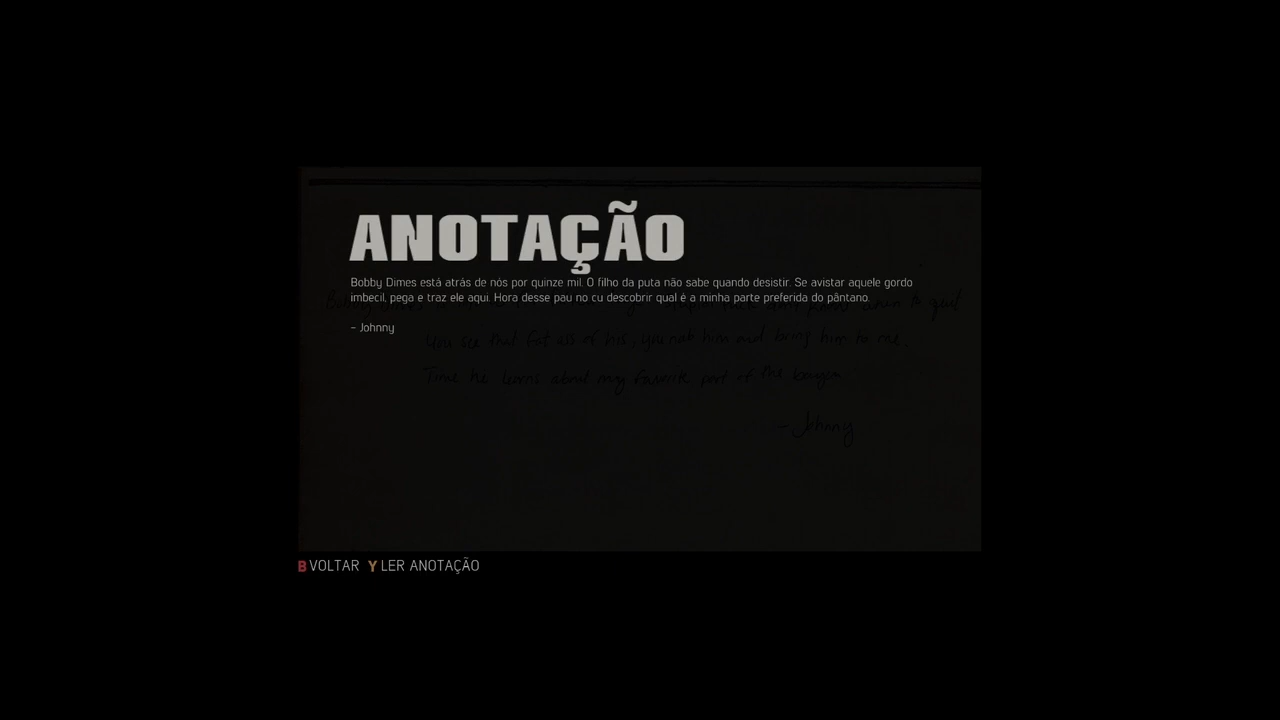 ANOTAÇÃO
Bobby Dimes está atrás de nós por quinze mil. O filho da puta não sabe quando desistir. Se avistar aquele gordo
imbecil, pega e traz ele aqui. Hora desse pau no cu descobrir qual é a minha parte preferida do pântano.
– Johnny
You see that fat ass of his, you nab him and bring him to me.
Time he learns about my favorite part of the bayou
– Johnny
B VOLTAR Y LER ANOTAÇÃO